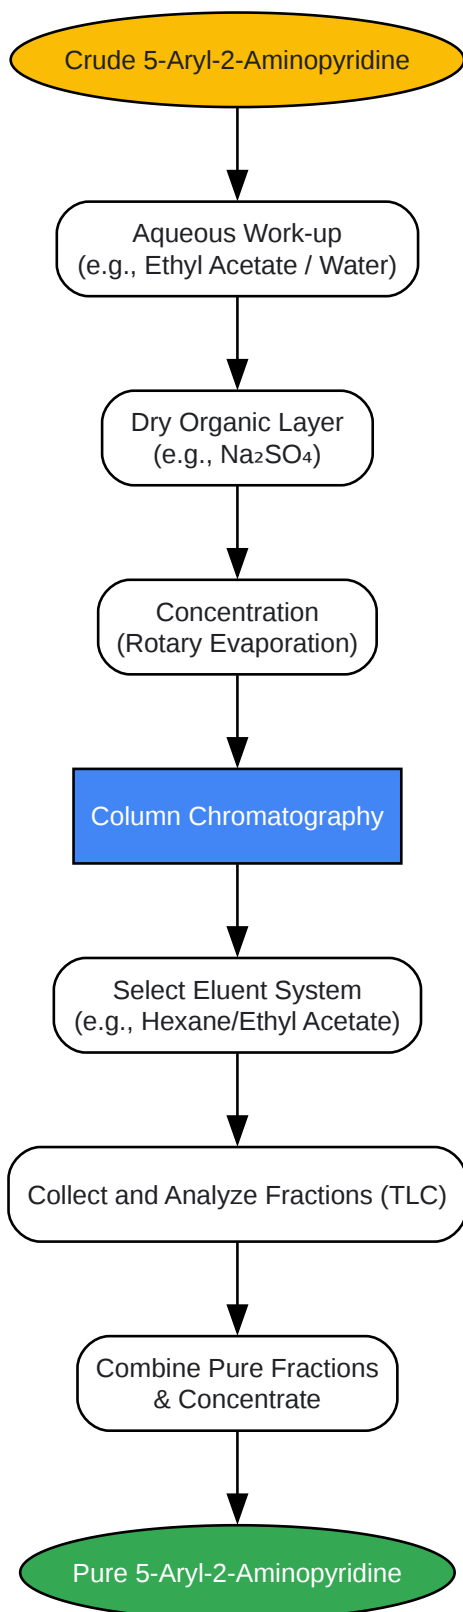 Crude 5-Aryl-2-Aminopyridine
Aqueous Work-up
(e.g., Ethyl Acetate / Water)
Dry Organic Layer
(e.g., Na₂SO₄)
Concentration
(Rotary Evaporation)
Column Chromatography
Select Eluent System
(e.g., Hexane/Ethyl Acetate)
Collect and Analyze Fractions (TLC)
Combine Pure Fractions
& Concentrate
Pure 5-Aryl-2-Aminopyridine